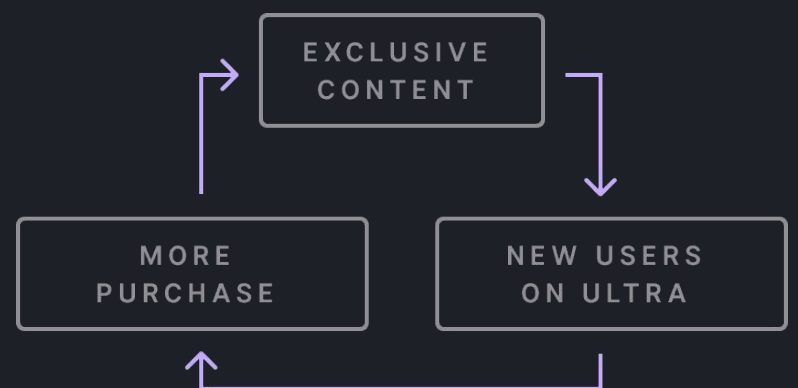 EXCLUSIVE
CONTENT
MORE
PURCHASE
NEW USERS
ON ULTRA